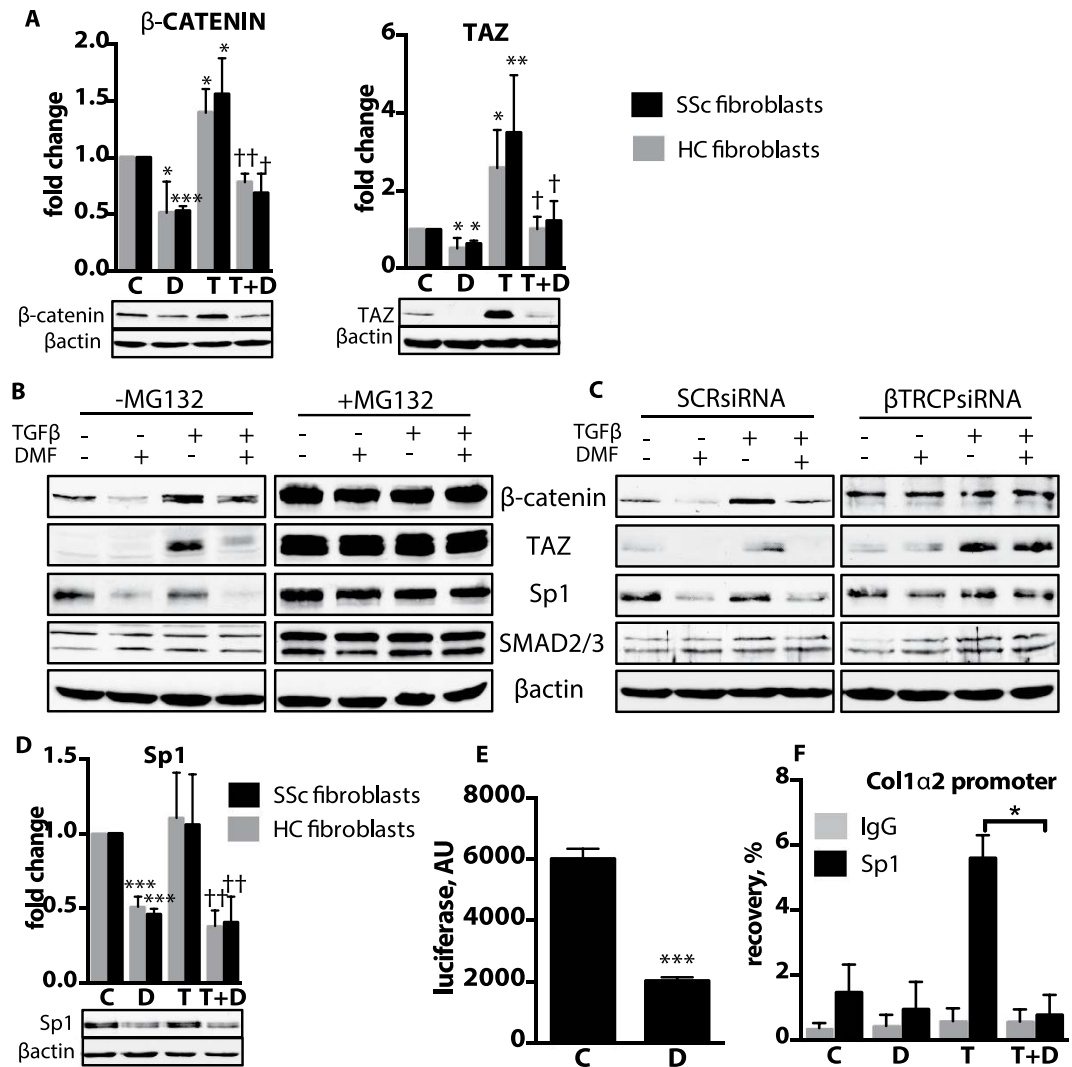 A
β-CATENIN
fold change
2.0
1.5
1.0
0.5
0.0
*
***
*
*
††
†
C D T T+D
β-catenin
βactin
TAZ
fold change
6
4
2
0
* *
*
**
†
†
C D T T+D
TAZ
βactin
SSc fibroblasts
HC fibroblasts
B
-MG132 +MG132
TGFβ - - + + - - + +
DMF - + - + - + - +
C
SCRsiRNA βTRCPsiRNA
TGFβ - - + + - - + +
DMF - + - + - + - +
β-catenin
TAZ
Sp1
SMAD2/3
βactin
D
Sp1
fold change
1.5
1.0
0.5
0.0
***
***
††
††
C D T T+D
Sp1
βactin
SSc fibroblasts
HC fibroblasts
E
luciferase, AU
8000
6000
4000
2000
0
***
C D
F
Col1α2 promoter
recovery, %
8
6
4
2
0
IgG
Sp1
*
C D T T+D